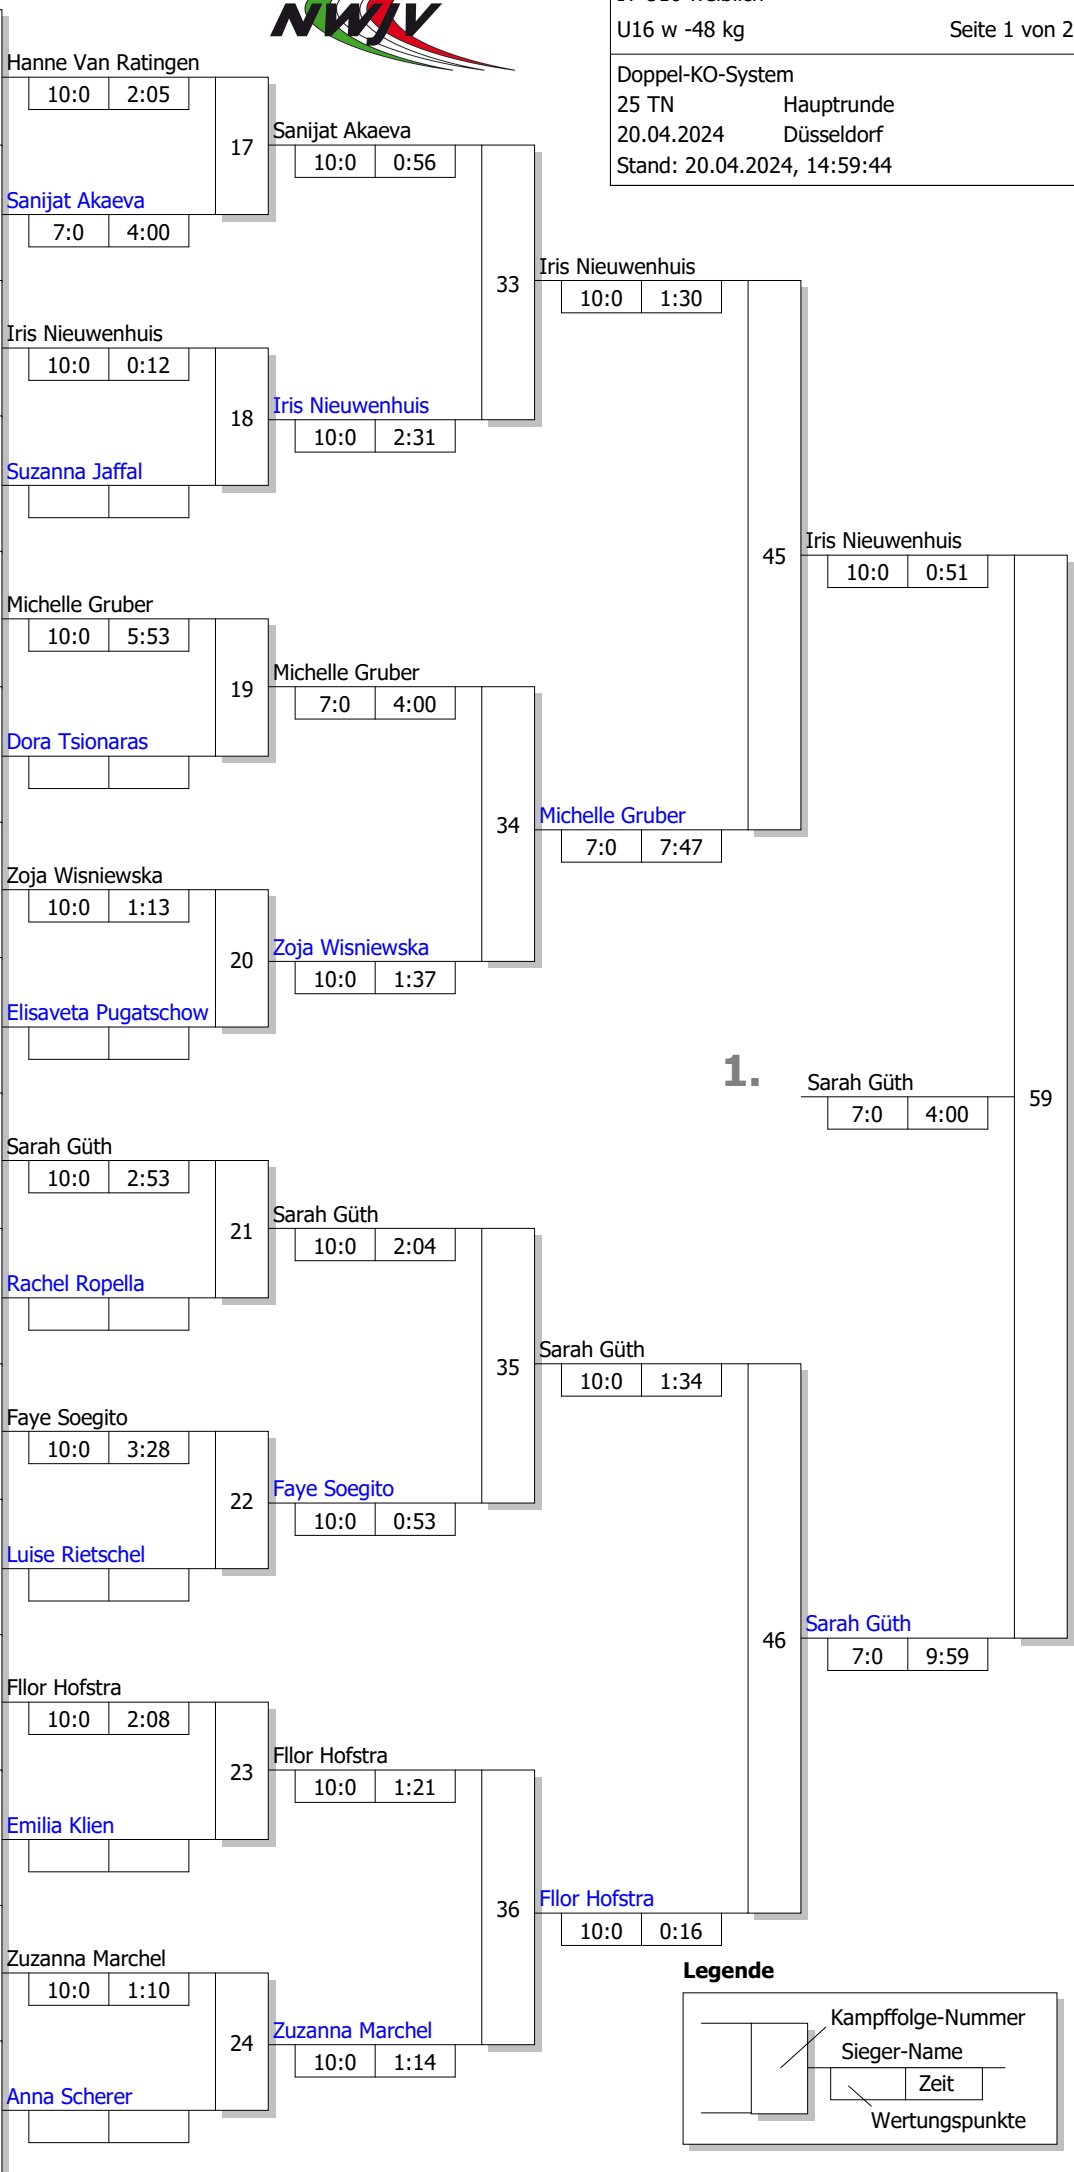 NWJV
U16 w -48 kg Seite 1 von 2
Doppel-KO-System
25 TN Hauptrunde
20.04.2024 Düsseldorf
Stand: 20.04.2024, 14:59:44
Hanne Van Ratingen
10:0 2:05
17
Sanijat Akaeva
7:0 4:00
Sanijat Akaeva
10:0 0:56
33
Iris Nieuwenhuis
10:0 0:12
18
Suzanna Jaffal
Iris Nieuwenhuis
10:0 2:31
Iris Nieuwenhuis
10:0 1:30
45
Michelle Gruber
10:0 5:53
19
Dora Tsionaras
Michelle Gruber
7:0 4:00
34
Zoja Wisniewska
10:0 1:13
20
Elisaveta Pugatschow
Zoja Wisniewska
10:0 1:37
Michelle Gruber
7:0 7:47
Iris Nieuwenhuis
10:0 0:51
59
1.
Sarah Güth
7:0 4:00
Sarah Güth
10:0 2:53
21
Rachel Ropella
Sarah Güth
10:0 2:04
35
Faye Soegito
10:0 3:28
22
Luise Rietschel
Faye Soegito
10:0 0:53
Sarah Güth
10:0 1:34
46
Sarah Güth
7:0 9:59
Fllor Hofstra
10:0 2:08
23
Emilia Klien
Fllor Hofstra
10:0 1:21
36
Fllor Hofstra
10:0 0:16
Zuzanna Marchel
10:0 1:10
24
Anna Scherer
Zuzanna Marchel
10:0 1:14
Legende
Kampffolge-Nummer
Sieger-Name
Zeit
Wertungspunkte